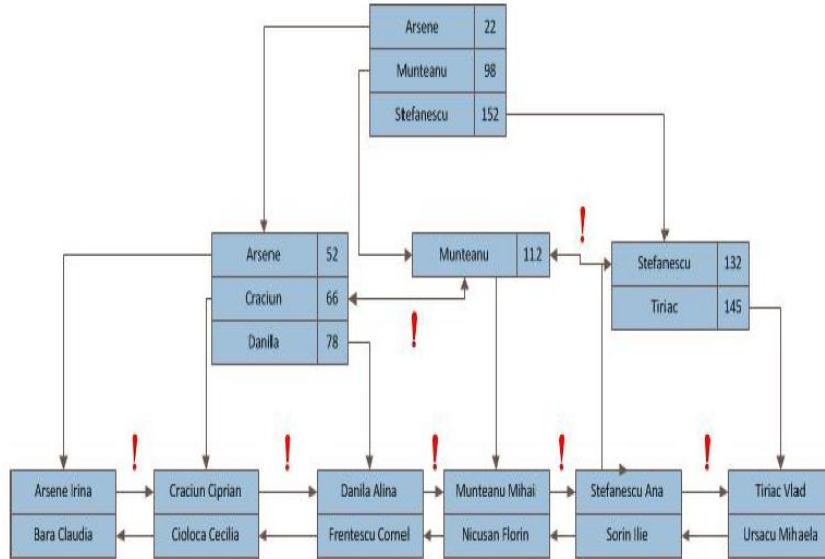 Arsene 22
Munteanu 98
Stefanescu 152
!
Arsene 52
Craciun 66
Danila 78
Munteanu 112
Stefanescu 132
Tiriac 145
!
! ! ! ! !
Arsene Irina
Bara Claudia
Craciun Ciprian
Cioloca Cecilia
Danila Alina
Frentescu Cornel
Munteanu Mihai
Nicusan Florin
Stefanescu Ana
Sorin Ilie
Tiriac Vlad
Ursacu Mihaela